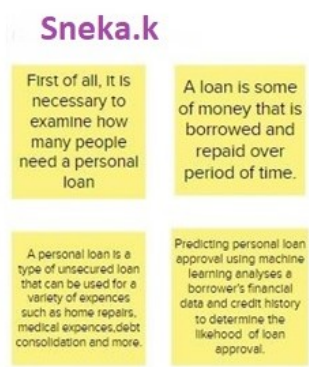 Sneka.k
First of all, it is
necessary to
examine how
many people
need a personal
loan
A loan is some
of money that is
borrowed and
repaid over
period of time.
A personal loan is a
type of unsecured loan
that can be used for a
variety of expences
such as home repairs,
medical expences,debt
consolidation and more.
Predicting personal loan
approval using machine
learning analyses a
borrower's financial
data and credit history
to determine the
likehood of loan
approval.